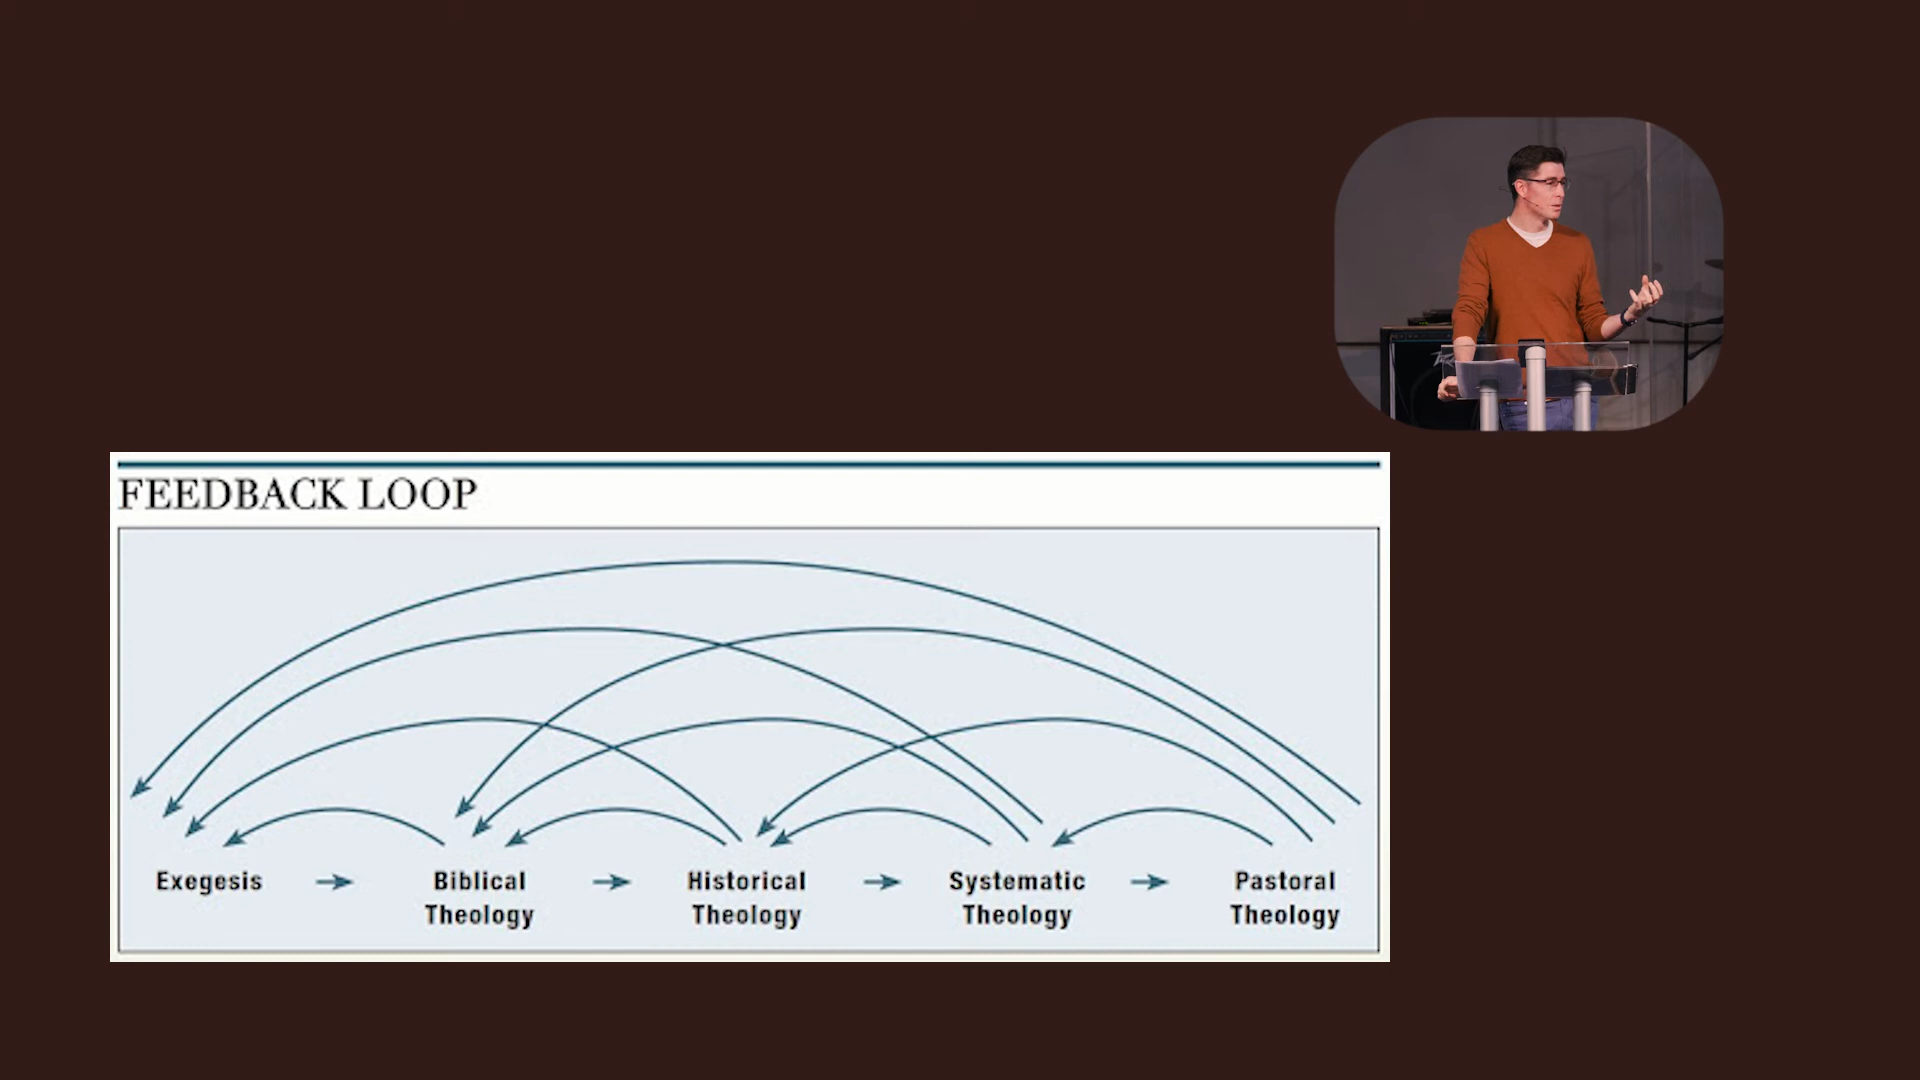 FEEDBACK LOOP
Exegesis
Biblical
Theology
Historical
Theology
Systematic
Theology
Pastoral
Theology